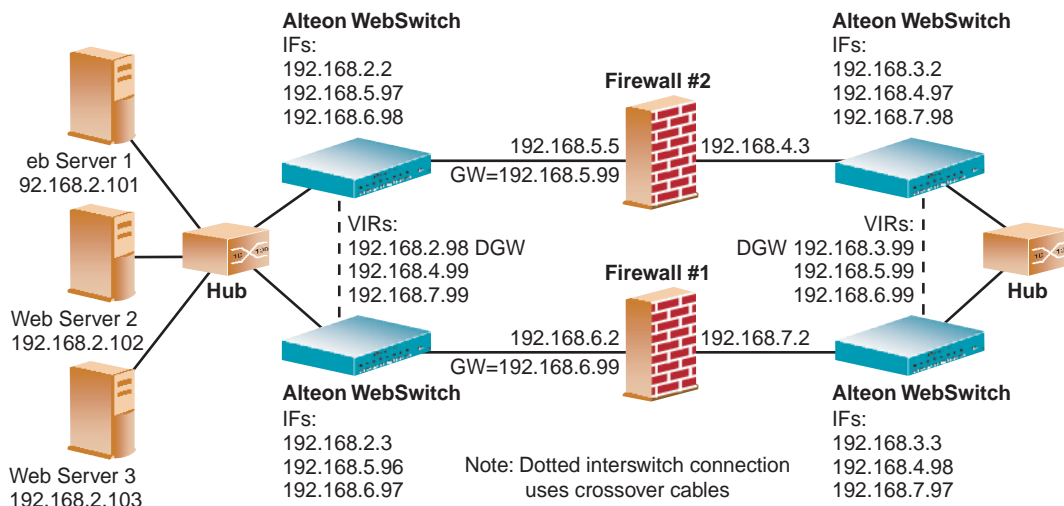 Alteon WebSwitch
IFs:
192.168.2.2
192.168.5.97
192.168.6.98
Alteon WebSwitch
IFs:
192.168.3.2
192.168.4.97
192.168.7.98
Firewall #2
192.168.5.5
GW=192.168.5.99
192.168.4.3
eb Server 1
92.168.2.101
VIRs:
192.168.2.98 DGW
192.168.4.99
192.168.7.99
VIRs:
DGW 192.168.3.99
192.168.5.99
192.168.6.99
Hub
Firewall #1
Hub
Web Server 2
192.168.2.102
192.168.6.2
GW=192.168.6.99
192.168.7.2
Alteon WebSwitch
IFs:
192.168.2.3
192.168.5.96
192.168.6.97
Alteon WebSwitch
IFs:
192.168.3.3
192.168.4.98
192.168.7.97
Web Server 3
192.168.2.103
Note: Dotted interswitch connection
uses crossover cables